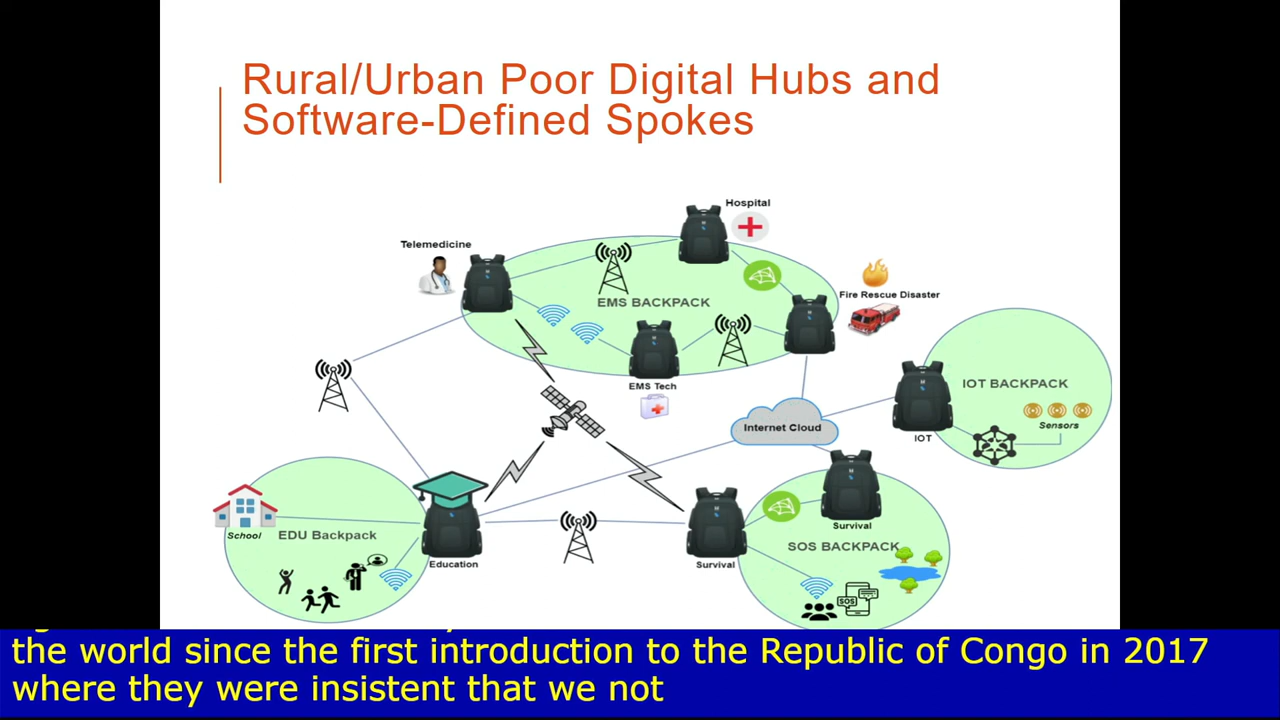 Rural/Urban Poor Digital Hubs and
Software-Defined Spokes
Hospital
Telemedicine
Fire Rescue Disaster
EMS BACKPACK
EMS Tech
IOT BACKPACK
Sensors
IOT
Internet Cloud
School
EDU Backpack
Education
Survival
Survival
SOS BACKPACK
SOS
the world since the first introduction to the Republic of Congo in 2017
where they were insistent that we not